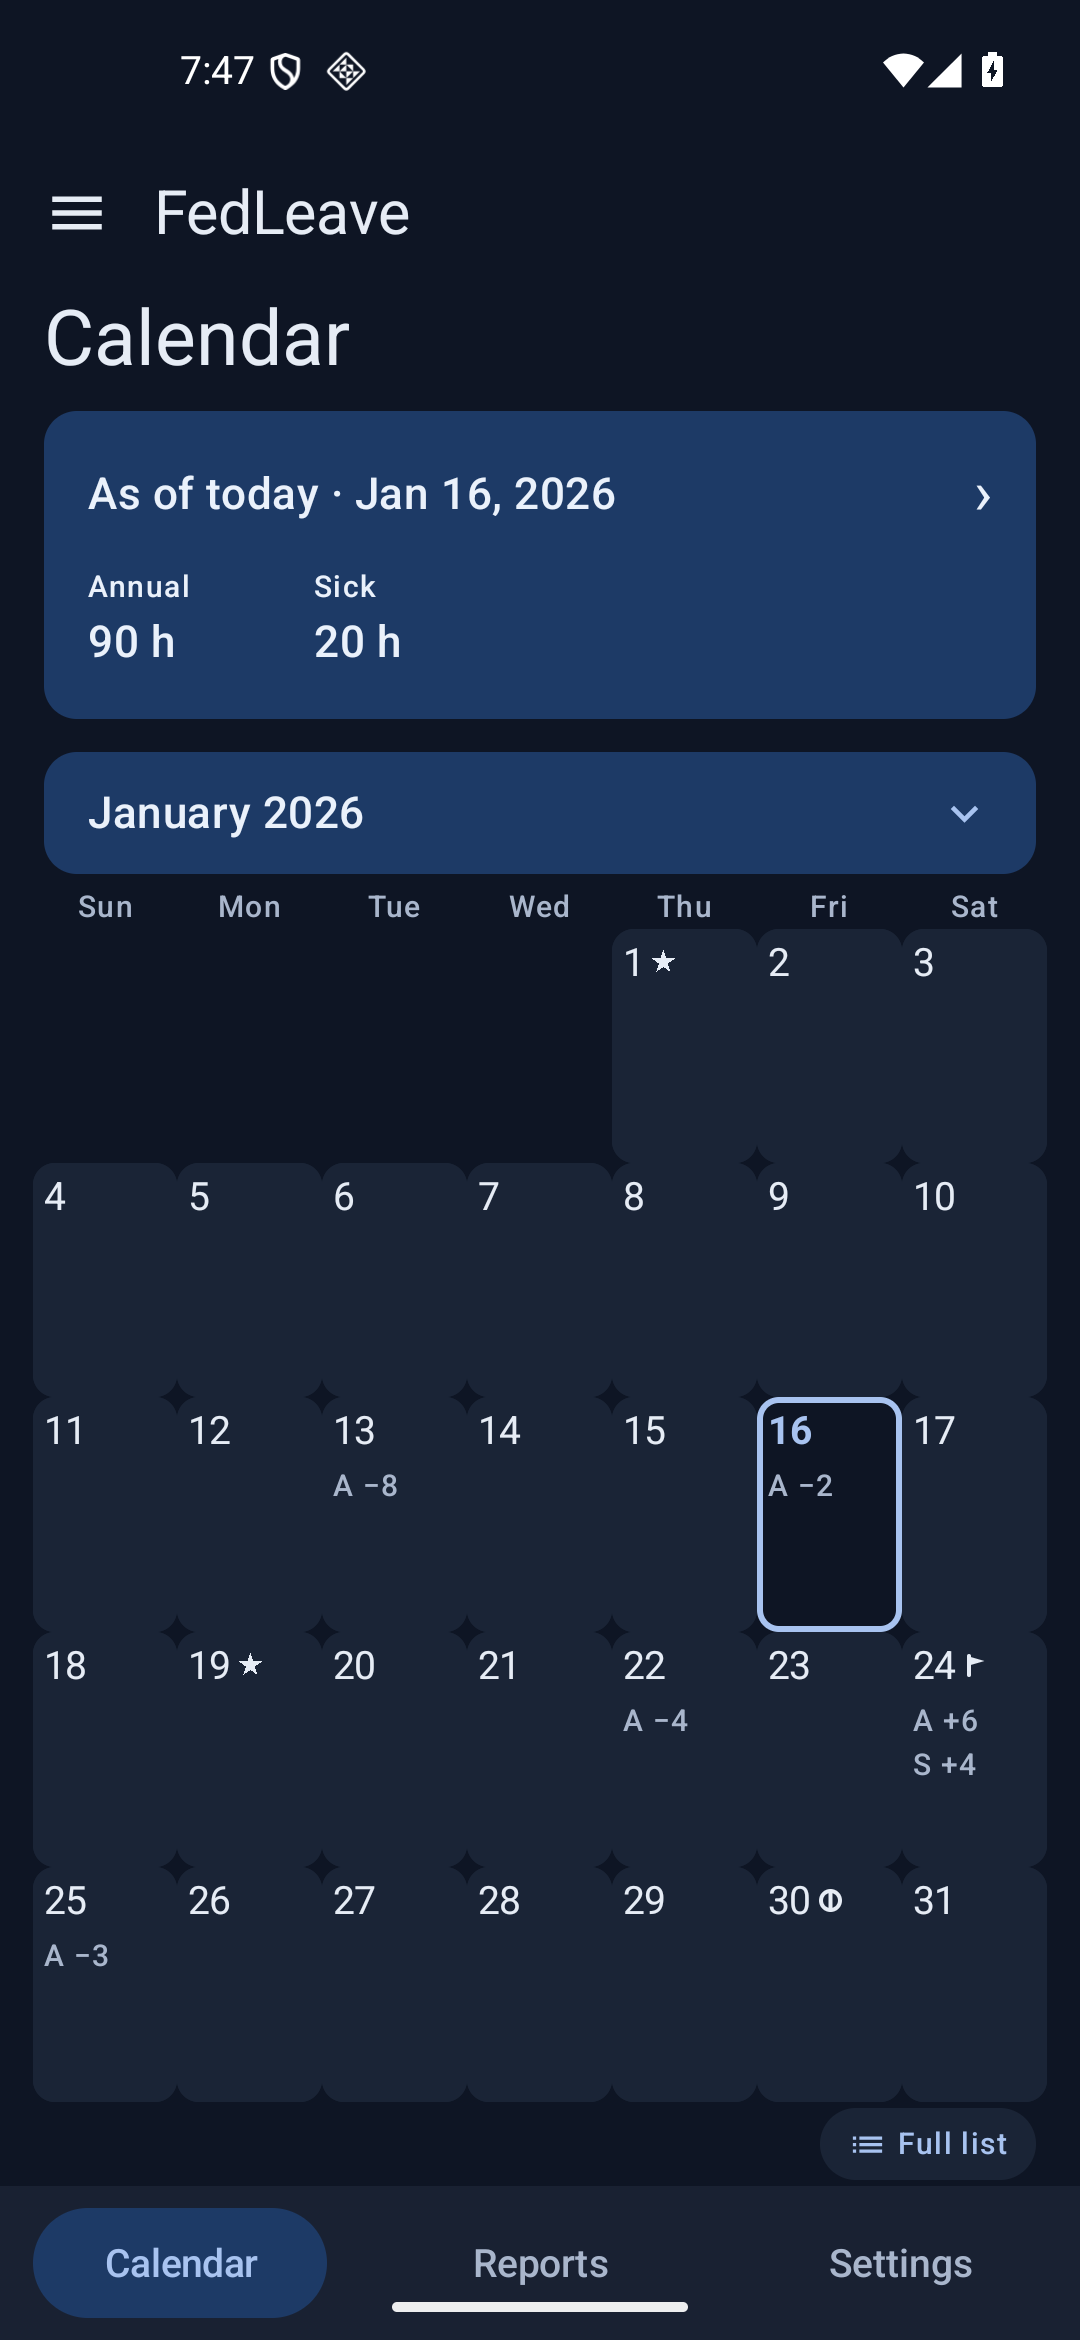 7:47
FedLeave
Calendar
As of today · Jan 16, 2026 ›
Annual Sick
90 h 20 h
January 2026
Sun Mon Tue Wed Thu Fri Sat
1 ★ 2 3
4 5 6 7 8 9 10
11 12 13 14 15 16 17
A −8 A −2
18 19 ★ 20 21 22 23 24
A −4 A +6
S +4
25 26 27 28 29 30 31
A −3
Full list
Calendar Reports Settings